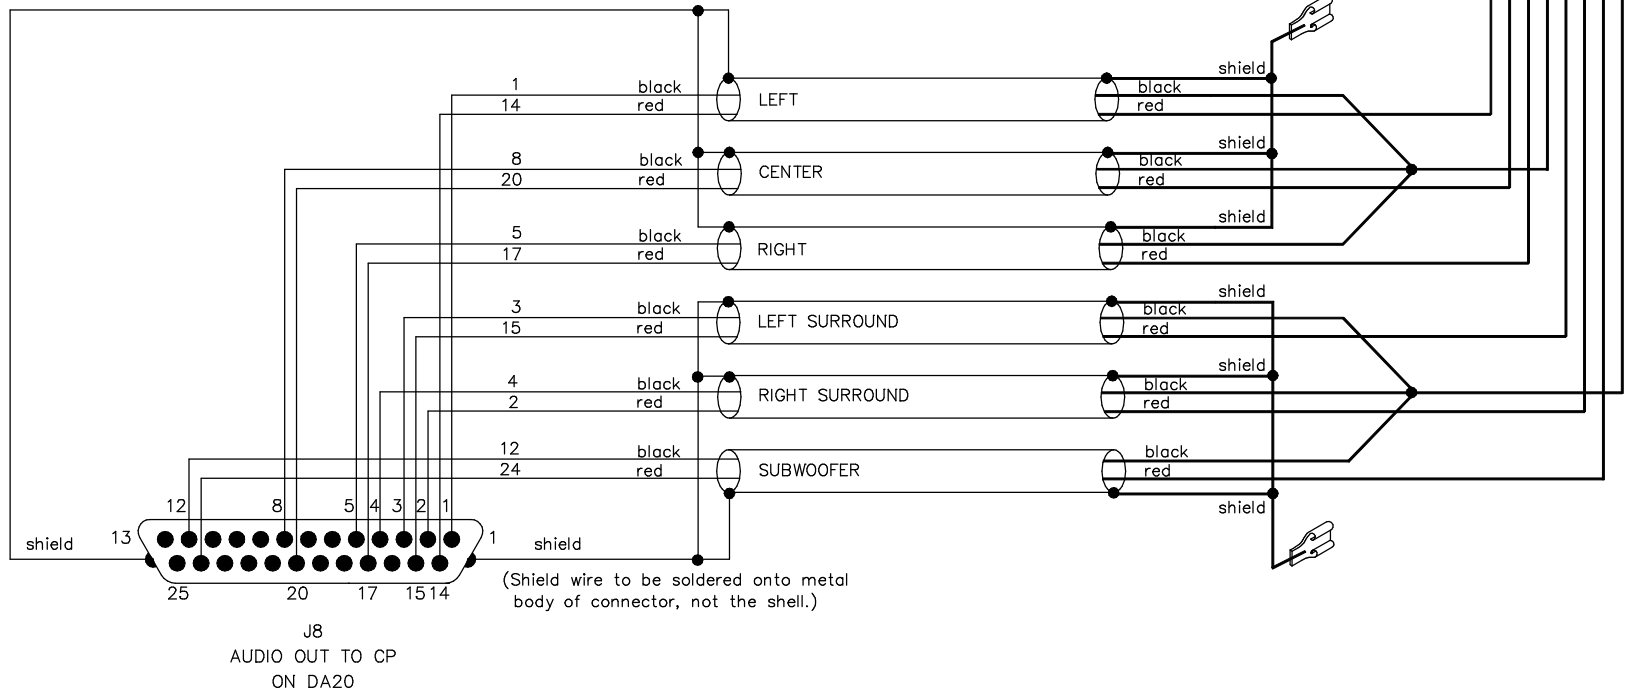 shield
1 black black
14 red LEFT red
shield
8 black black
20 red CENTER red
shield
5 black black
17 red RIGHT red
shield
3 black black
15 red LEFT SURROUND red
shield
4 black black
2 red RIGHT SURROUND red
12 black black
24 red SUBWOOFER red
shield
12 8 5 4 3 2 1
13 1
shield shield
25 20 17 15 14
(Shield wire to be soldered onto metal
body of connector, not the shell.)
J8
AUDIO OUT TO CP
ON DA20